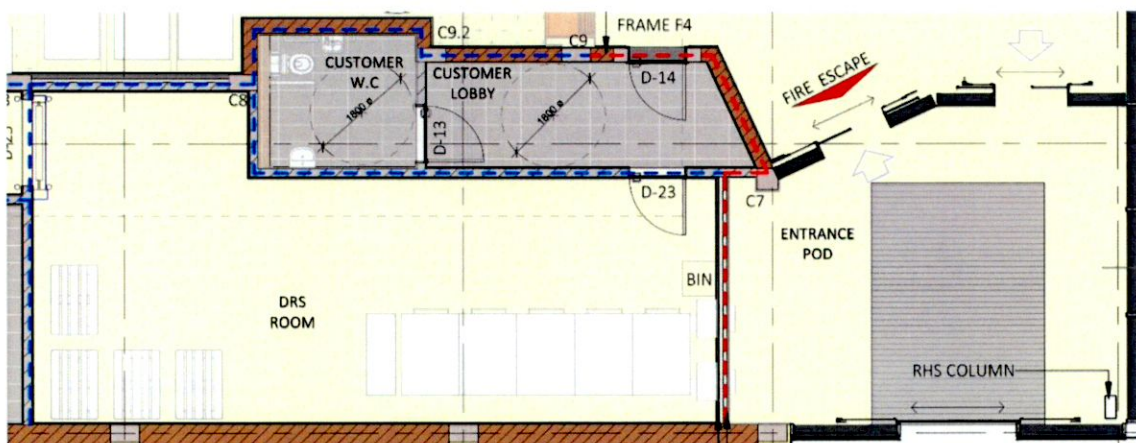 FRAME F4
C9.2
C9
CUSTOMER
W.C
CUSTOMER
LOBBY
D-14
FIRE ESCAPE
C8
1800 ø
1800 ø
D-13
D-23
C7
ENTRANCE
POD
BIN
DRS
ROOM
RHS COLUMN